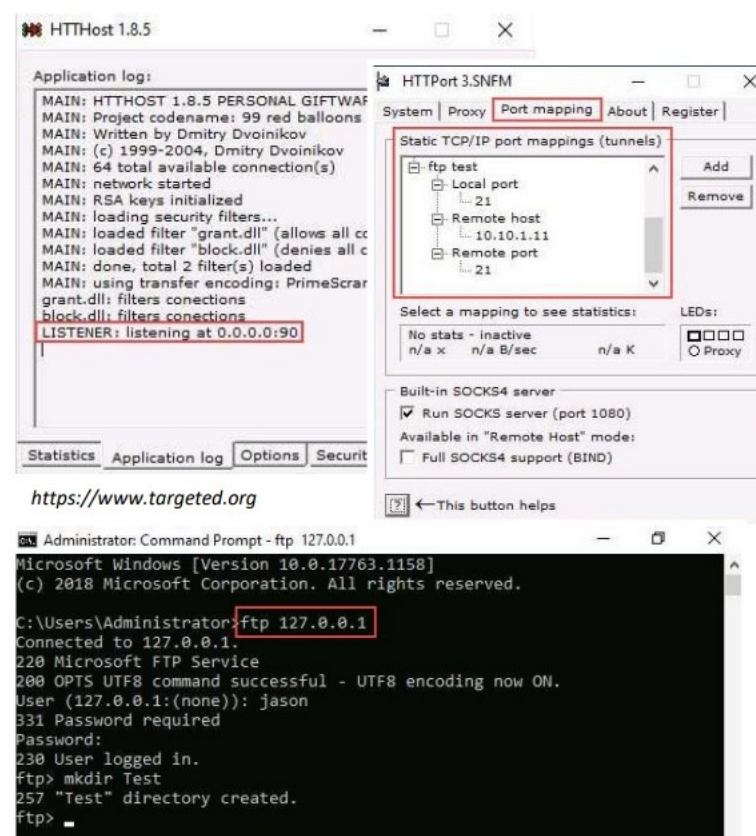 HTTHost 1.8.5
Application log:
MAIN: HTTHOST 1.8.5 PERSONAL GIFTWAR
MAIN: Project codename: 99 red balloons
MAIN: Written by Dmitry Dvoinikov
MAIN: (c) 1999-2004, Dmitry Dvoinikov
MAIN: 64 total available connection(s)
MAIN: network started
MAIN: RSA keys initialized
MAIN: loading security filters...
MAIN: loaded filter "grant.dll" (allows all co
MAIN: loaded filter "block.dll" (denies all c
MAIN: done, total 2 filter(s) loaded
MAIN: using transfer encoding: PrimeScrar
grant.dll: filters conections
block.dll: filters conections
LISTENER: listening at 0.0.0.0:90
Statistics Application log Options Securit
HTTPort 3.SNFM
System Proxy Port mapping About Register
Static TCP/IP port mappings (tunnels)
ftp test
Local port
21
Remote host
10.10.1.11
Remote port
21
Add
Remove
Select a mapping to see statistics:
No stats - inactive
n/a x n/a B/sec n/a K
LEDs:
Proxy
Built-in SOCKS4 server
Run SOCKS server (port 1080)
Available in "Remote Host" mode:
Full SOCKS4 support (BIND)
? ←This button helps
https://www.targeted.org
Administrator: Command Prompt - ftp 127.0.0.1
Microsoft Windows [Version 10.0.17763.1158]
(c) 2018 Microsoft Corporation. All rights reserved.
C:\Users\Administrator>ftp 127.0.0.1
Connected to 127.0.0.1.
220 Microsoft FTP Service
200 OPTS UTF8 command successful - UTF8 encoding now ON.
User (127.0.0.1:(none)): jason
331 Password required
Password:
230 User logged in.
ftp> mkdir Test
257 "Test" directory created.
ftp>